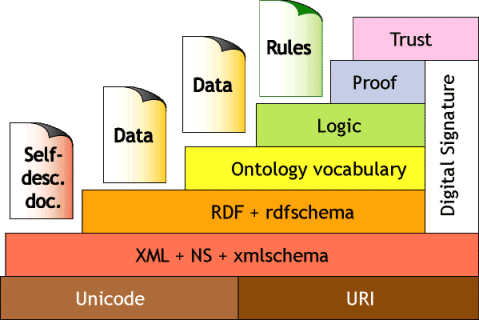 Rules
Trust
Data
Proof
Data
Logic
Self-
desc.
doc.
Ontology vocabulary
Digital Signature
RDF + rdfschema
XML + NS + xmlschema
Unicode
URI